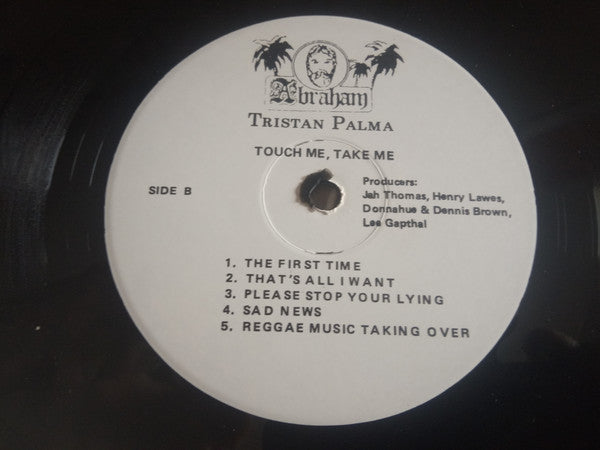 Abraham
TRISTAN PALMA
TOUCH ME, TAKE ME
SIDE B
Producers:
Jah Thomas, Henry Lawes,
Donnahue & Dennis Brown,
Lee Gapthal
1. THE FIRST TIME
2. THAT'S ALL I WANT
3. PLEASE STOP YOUR LYING
4. SAD NEWS
5. REGGAE MUSIC TAKING OVER